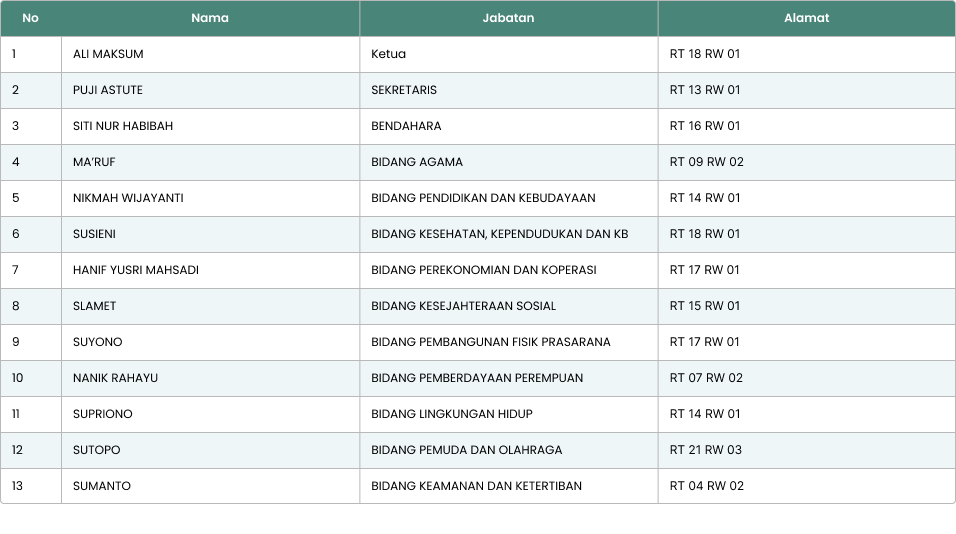 No Nama Jabatan Alamat
1 ALI MAKSUM Ketua RT 18 RW 01
2 PUJI ASTUTE SEKRETARIS RT 13 RW 01
3 SITI NUR HABIBAH BENDAHARA RT 16 RW 01
4 MA’RUF BIDANG AGAMA RT 09 RW 02
5 NIKMAH WIJAYANTI BIDANG PENDIDIKAN DAN KEBUDAYAAN RT 14 RW 01
6 SUSIENI BIDANG KESEHATAN, KEPENDUDUKAN DAN KB RT 18 RW 01
7 HANIF YUSRI MAHSADI BIDANG PEREKONOMIAN DAN KOPERASI RT 17 RW 01
8 SLAMET BIDANG KESEJAHTERAAN SOSIAL RT 15 RW 01
9 SUYONO BIDANG PEMBANGUNAN FISIK PRASARANA RT 17 RW 01
10 NANIK RAHAYU BIDANG PEMBERDAYAAN PEREMPUAN RT 07 RW 02
11 SUPRIONO BIDANG LINGKUNGAN HIDUP RT 14 RW 01
12 SUTOPO BIDANG PEMUDA DAN OLAHRAGA RT 21 RW 03
13 SUMANTO BIDANG KEAMANAN DAN KETERTIBAN RT 04 RW 02